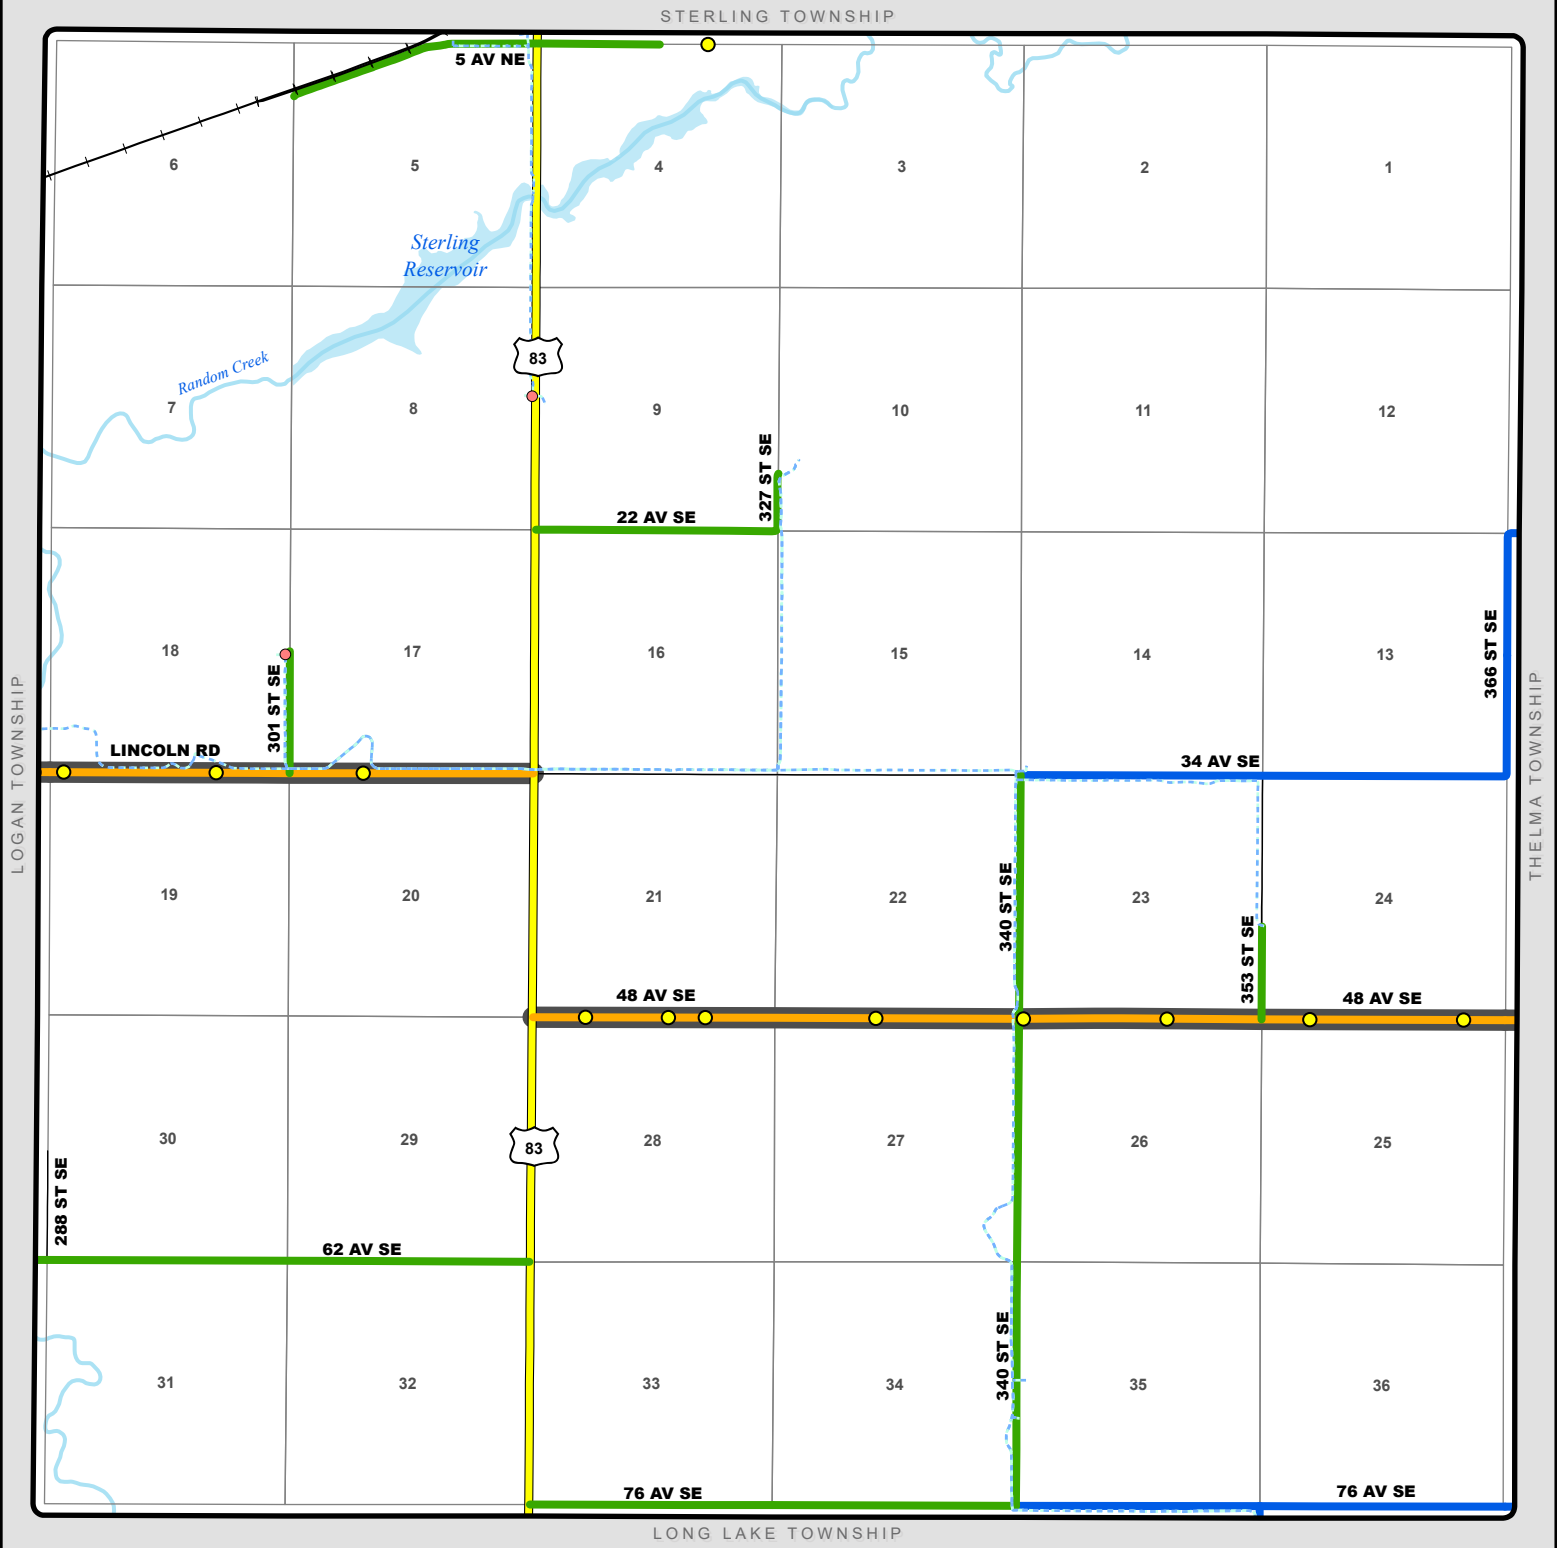 STERLING TOWNSHIP
5 AV NE
6
5
4
3
2
1
Sterling
Reservoir
83
Random Creek
7
8
9
10
11
12
327 ST SE
22 AV SE
18
17
16
15
14
13
366 ST SE
301 ST SE
LINCOLN RD
34 AV SE
LOGAN TOWNSHIP
THELMA TOWNSHIP
19
20
21
22
23
24
340 ST SE
353 ST SE
48 AV SE
48 AV SE
30
29
28
27
26
25
83
288 ST SE
62 AV SE
31
32
33
34
35
36
340 ST SE
76 AV SE
76 AV SE
LONG LAKE TOWNSHIP